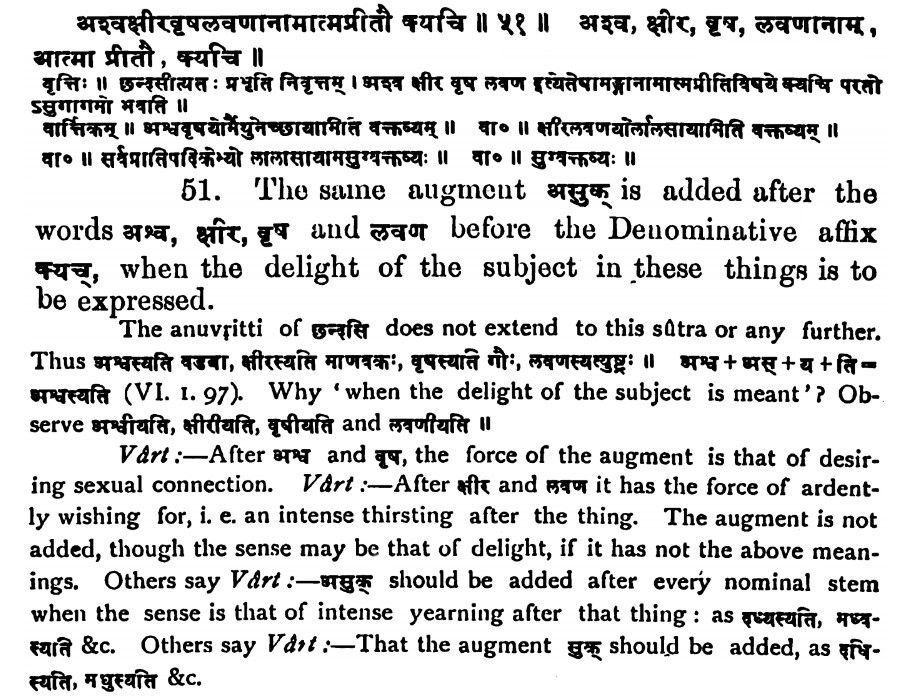 अश्वक्षीरवृषलवणानामात्मप्रीतौ क्यचि ॥ ५१ ॥ अश्व, क्षीर, वृष, लवणानाम्,
आत्मा प्रीतौ, क्यचि ॥
वृत्तिः ॥ छन्दसीत्यतः प्रभृति निवृत्तम् । अश्व क्षीर वृष लवण इत्येतेषामङ्गानामात्मप्रीतिविषये क्यचि परतो
ऽसुगागमो भवति ॥
वार्त्तिकम् ॥ अश्ववृषयोर्मैथुनेच्छायामिति वक्तव्यम् ॥ वा० ॥ क्षीरलवणयोर्लालसायामिति वक्तव्यम् ॥
वा० ॥ सर्वप्रातिपदिकेभ्यो लालासायामसुग्वक्तव्यः ॥ वा० ॥ सुग्वक्तव्यः ॥
51. The same augment असुक् is added after the
words अश्व, क्षीर, वृष and लवण before the Denominative affix
क्यच्, when the delight of the subject in these things is to
be expressed.
The anuvṛitti of छन्दसि does not extend to this sûtra or any further.
Thus अश्वस्यति वडबा, क्षीरस्यति माणवकः, वृषस्यति गौः, लवणस्यत्युष्ट्रः ॥ अश्व + अस् + य + ति =
अश्वस्यति (VI. 1. 97). Why 'when the delight of the subject is meant'? Ob-
serve अश्वीयति, क्षीरीयति, वृषीयति and लवणीयति ॥
Vârt :—After अश्व and वृष, the force of the augment is that of desir-
ing sexual connection. Vârt :—After क्षीर and लवण it has the force of ardent-
ly wishing for, i. e. an intense thirsting after the thing. The augment is not
added, though the sense may be that of delight, if it has not the above mean-
ings. Others say Vârt :—असुक् should be added after every nominal stem
when the sense is that of intense yearning after that thing : as दध्यस्यति, मध्व-
स्यति &c. Others say Vârt :—That the augment सुक् should be added, as दधि-
स्यति, मधुस्यति &c.